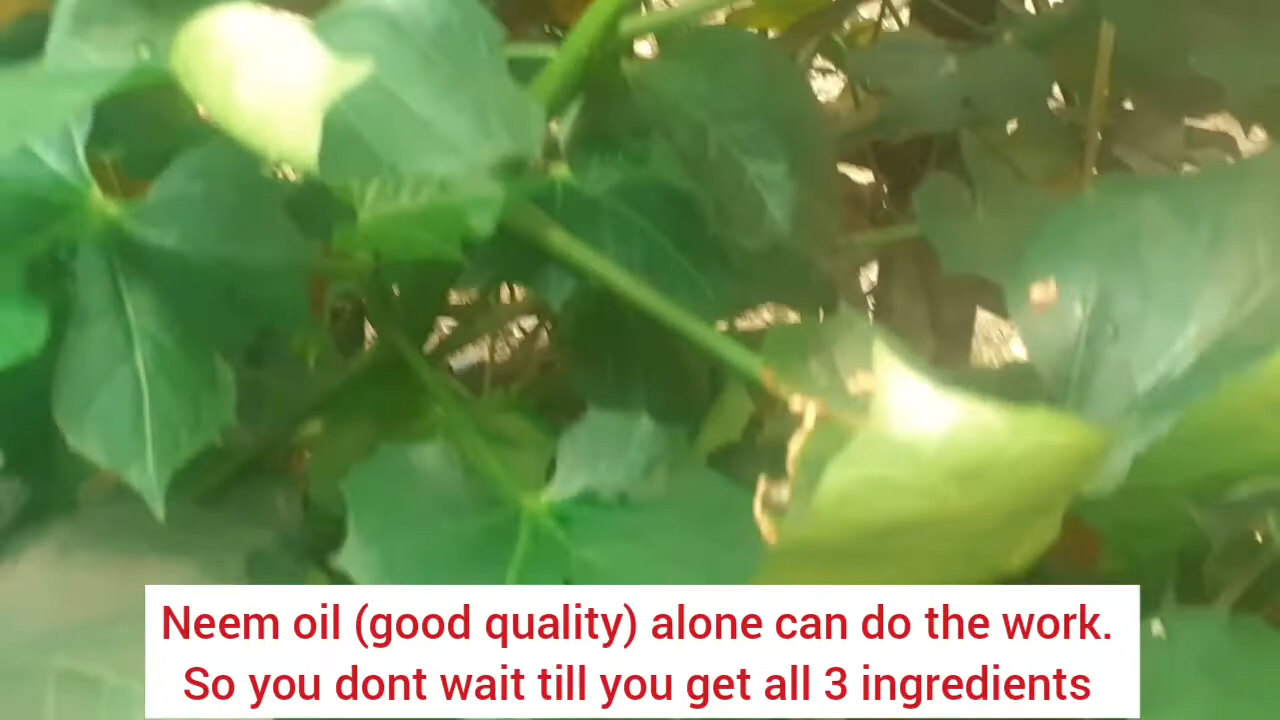 Neem oil (good quality) alone can do the work.
So you dont wait till you get all 3 ingredients